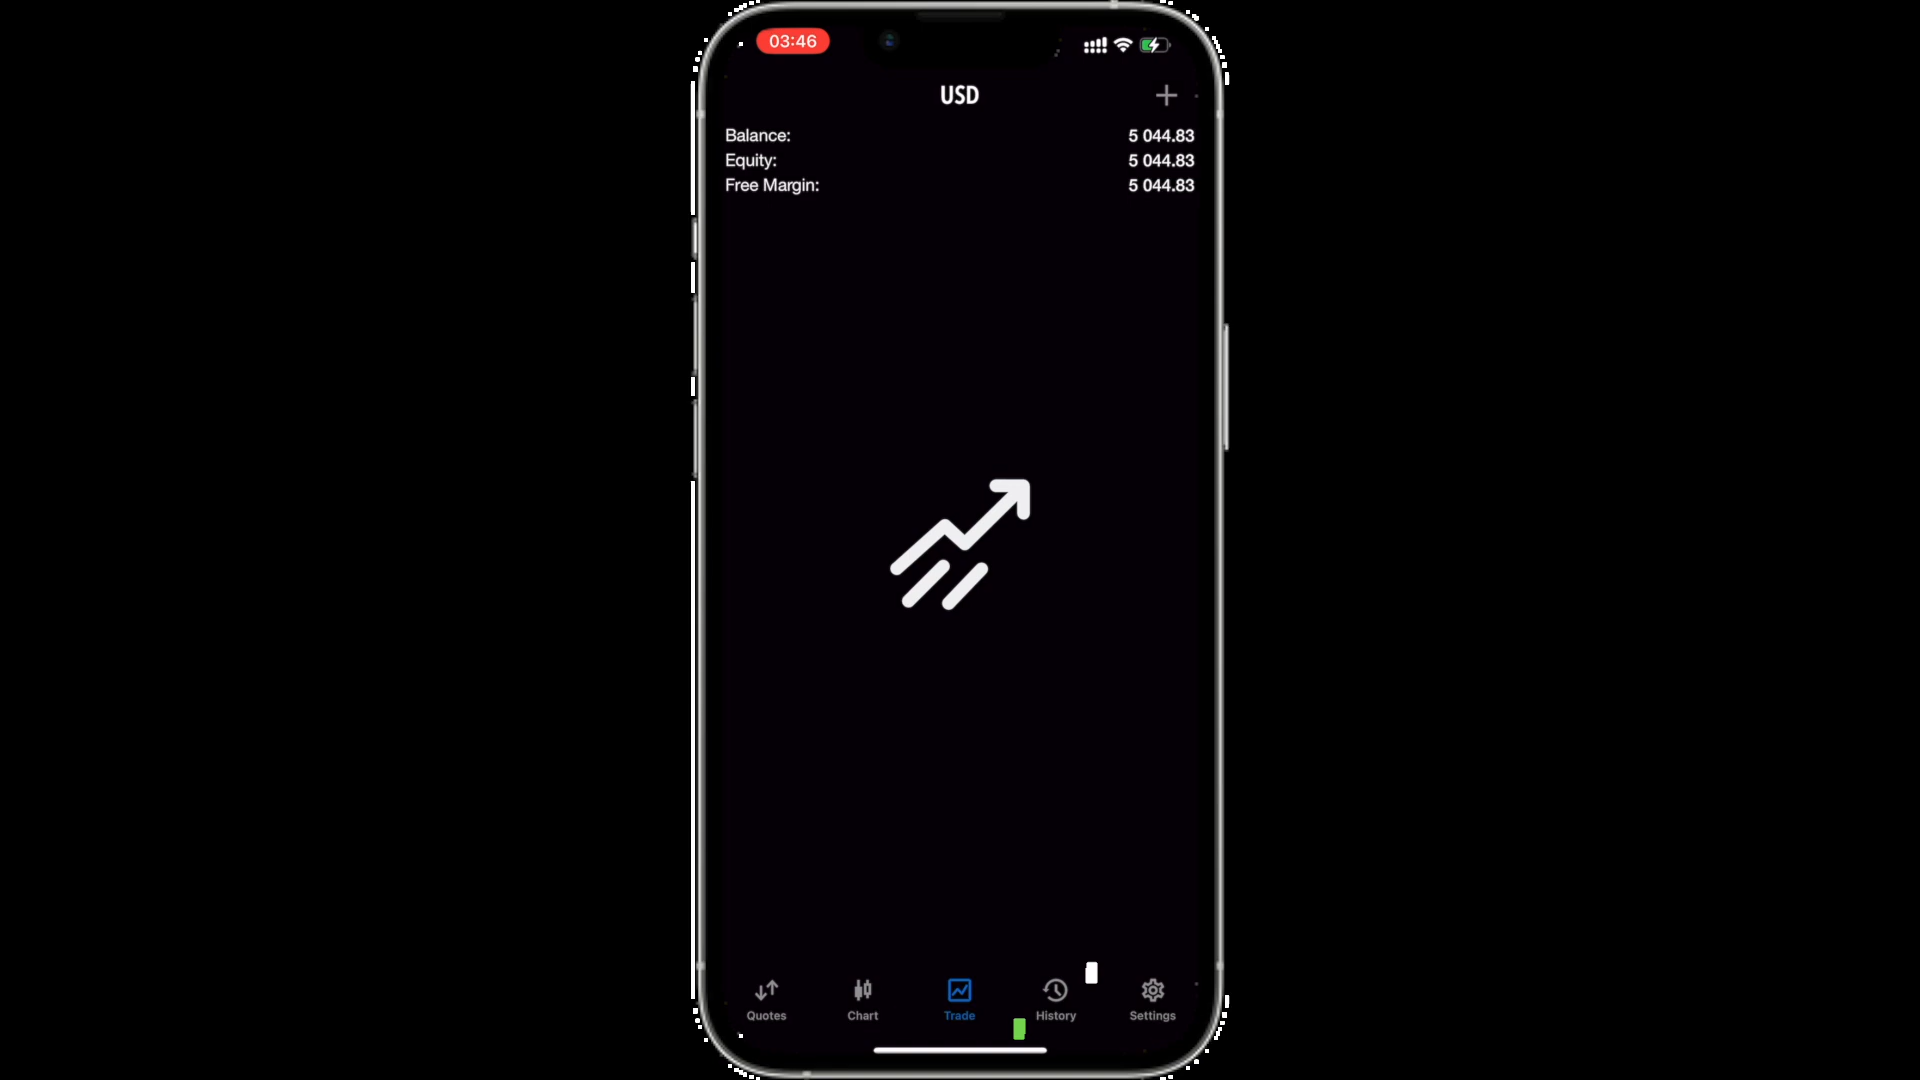 03:46
USD
Balance: 5 044.83
Equity: 5 044.83
Free Margin: 5 044.83
Quotes Chart Trade History Settings